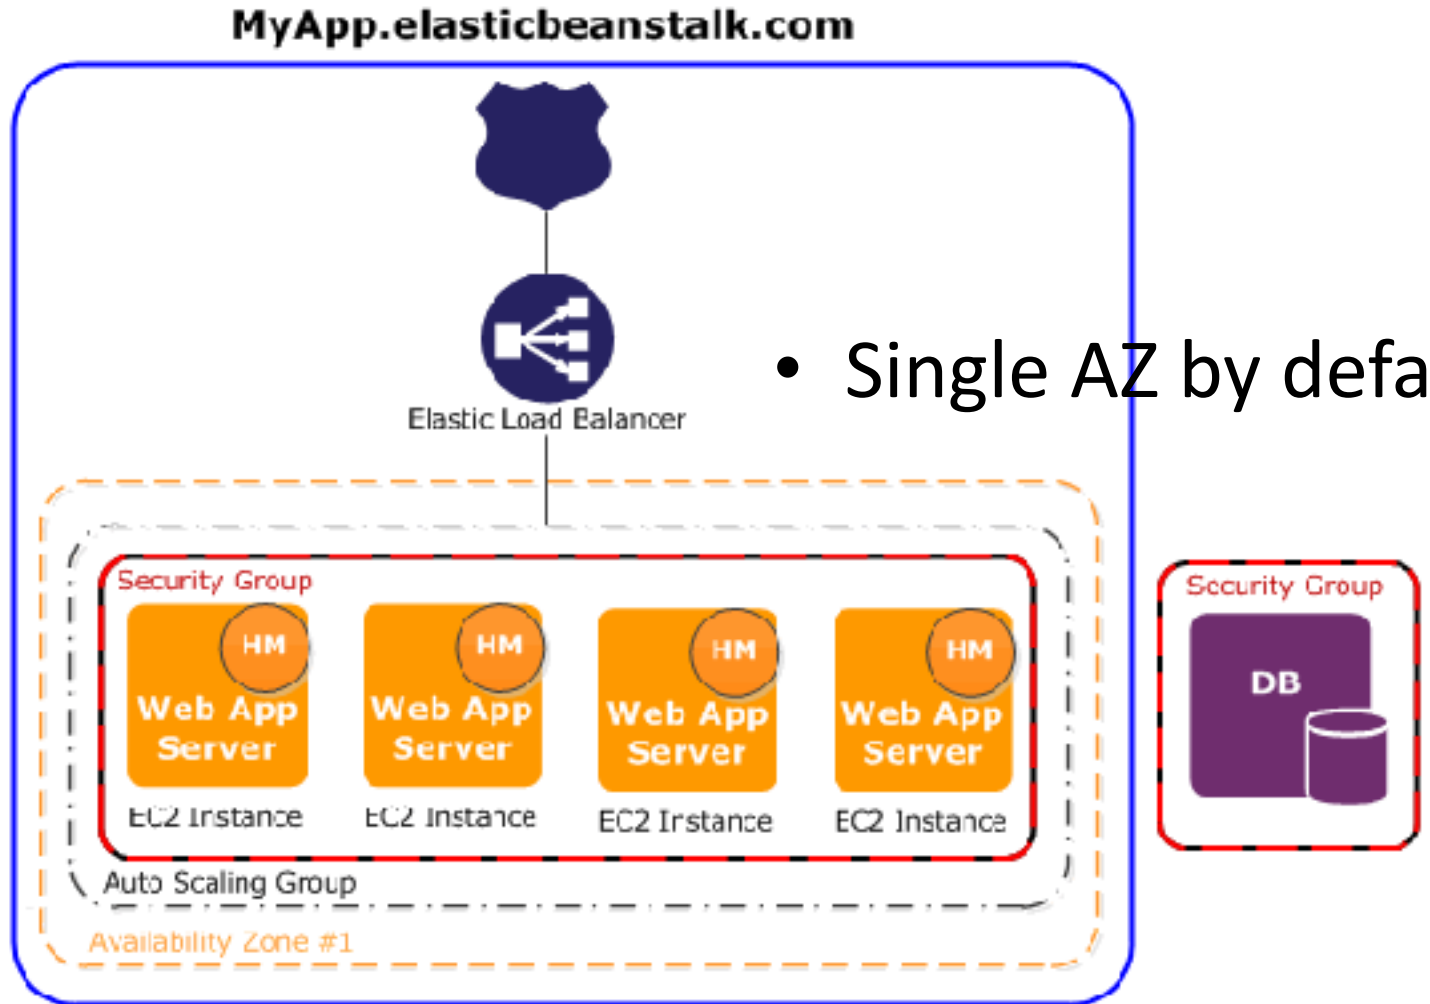 MyApp.elasticbeanstalk.com
Elastic Load Balancer
• Single AZ by defa
Security Group
HM
Web App
Server
EC2 Instance
HM
Web App
Server
EC2 Instance
HM
Web App
Server
EC2 Instance
HM
Web App
Server
EC2 Instance
Auto Scaling Group
Availability Zone #1
Security Group
DB